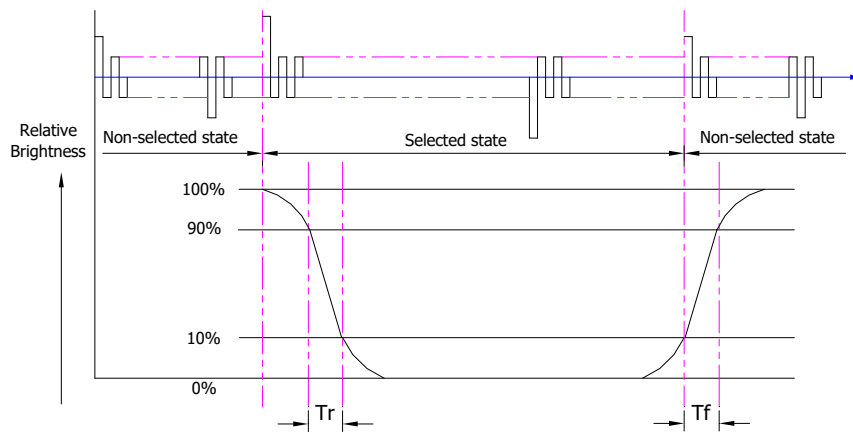 Relative
Brightness
Non-selected state
Selected state
Non-selected state
100%
90%
10%
0%
Tr
Tf